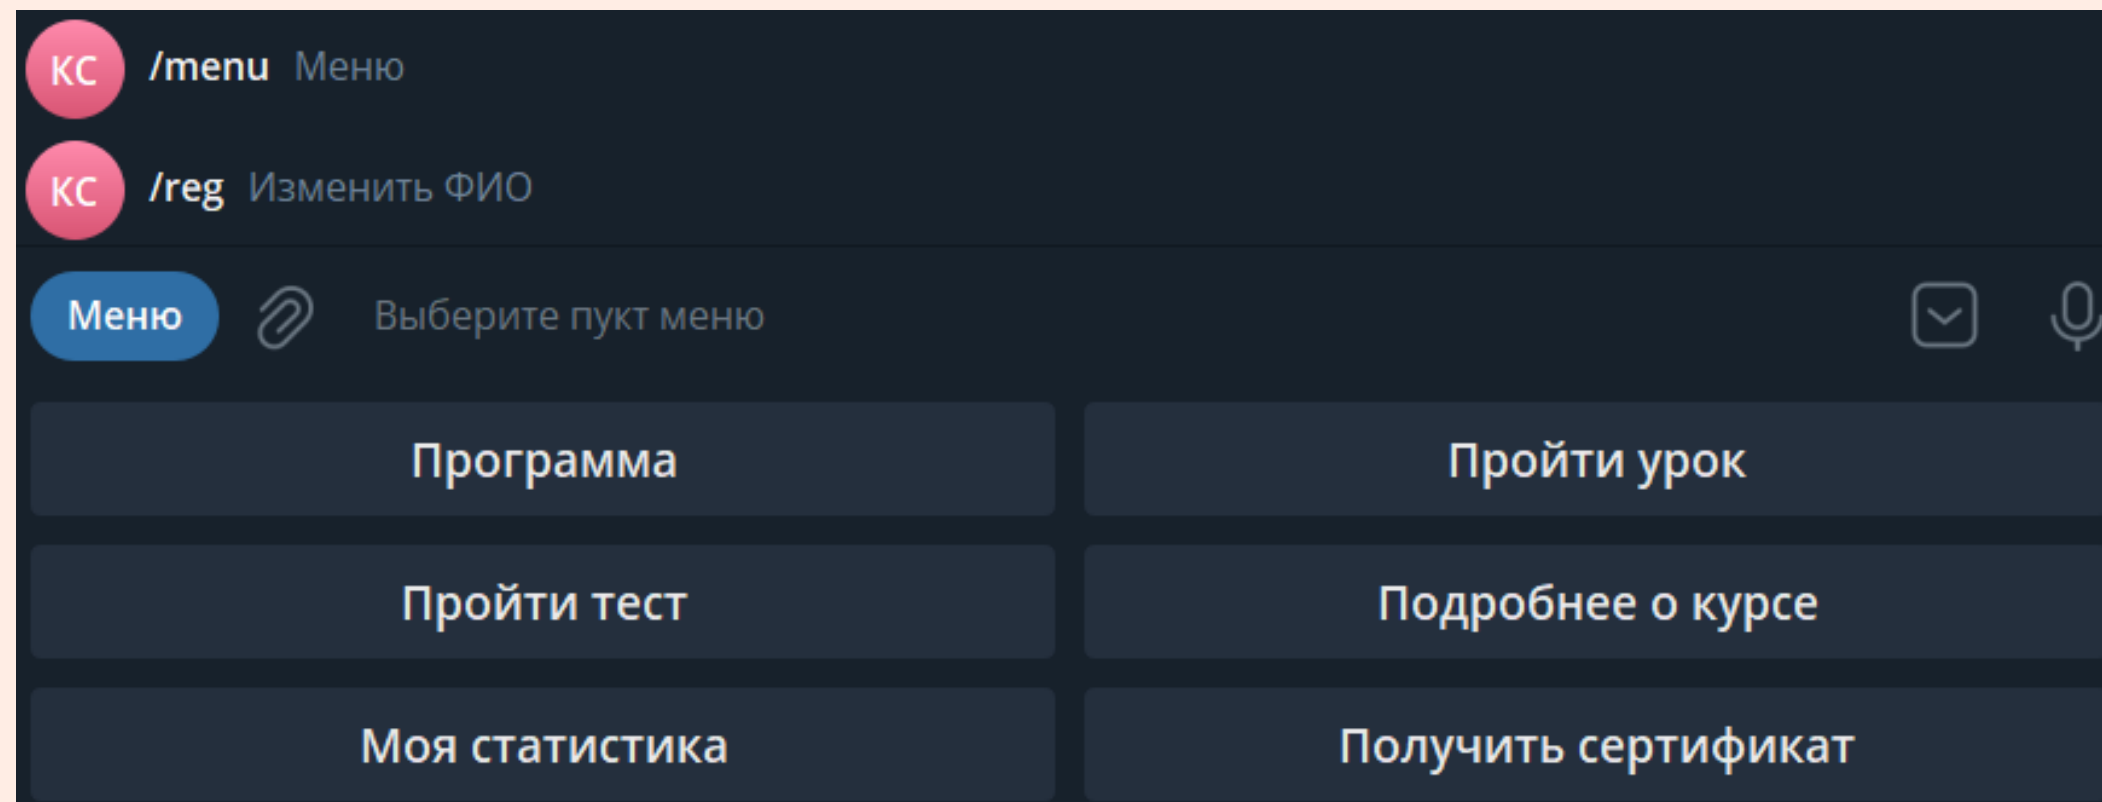 КС /menu Меню
КС /reg Изменить ФИО
Меню Выберите пукт меню
Программа Пройти урок
Пройти тест Подробнее о курсе
Моя статистика Получить сертификат